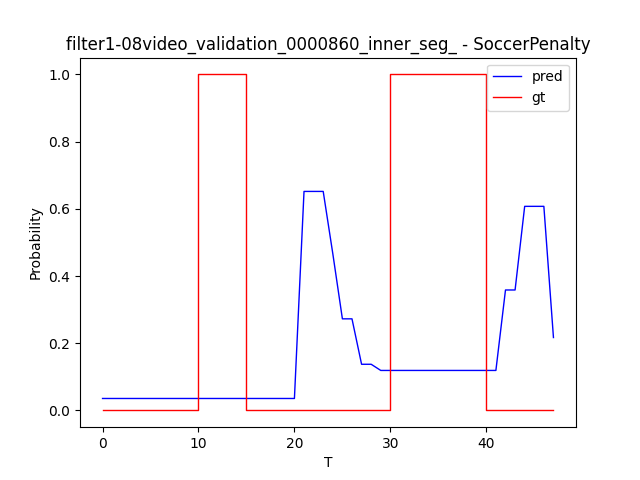 filter1-08video_validation_0000860_inner_seg_ - SoccerPenalty
pred
gt
1.0
0.8
0.6
0.4
0.2
0.0
Probability
0
10
20
30
40
T